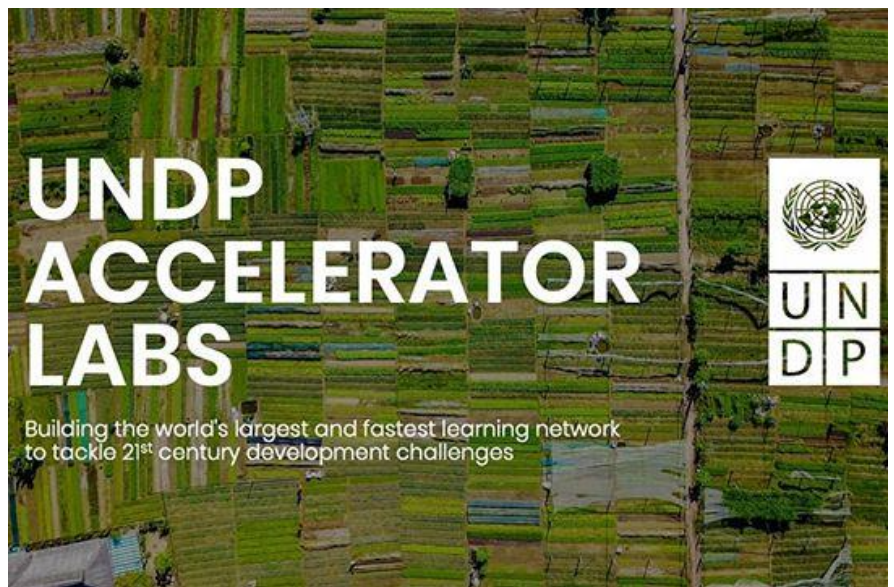 UNDP
ACCELERATOR
LABS
Building the world's largest and fastest learning network
to tackle 21st century development challenges
U N
D P